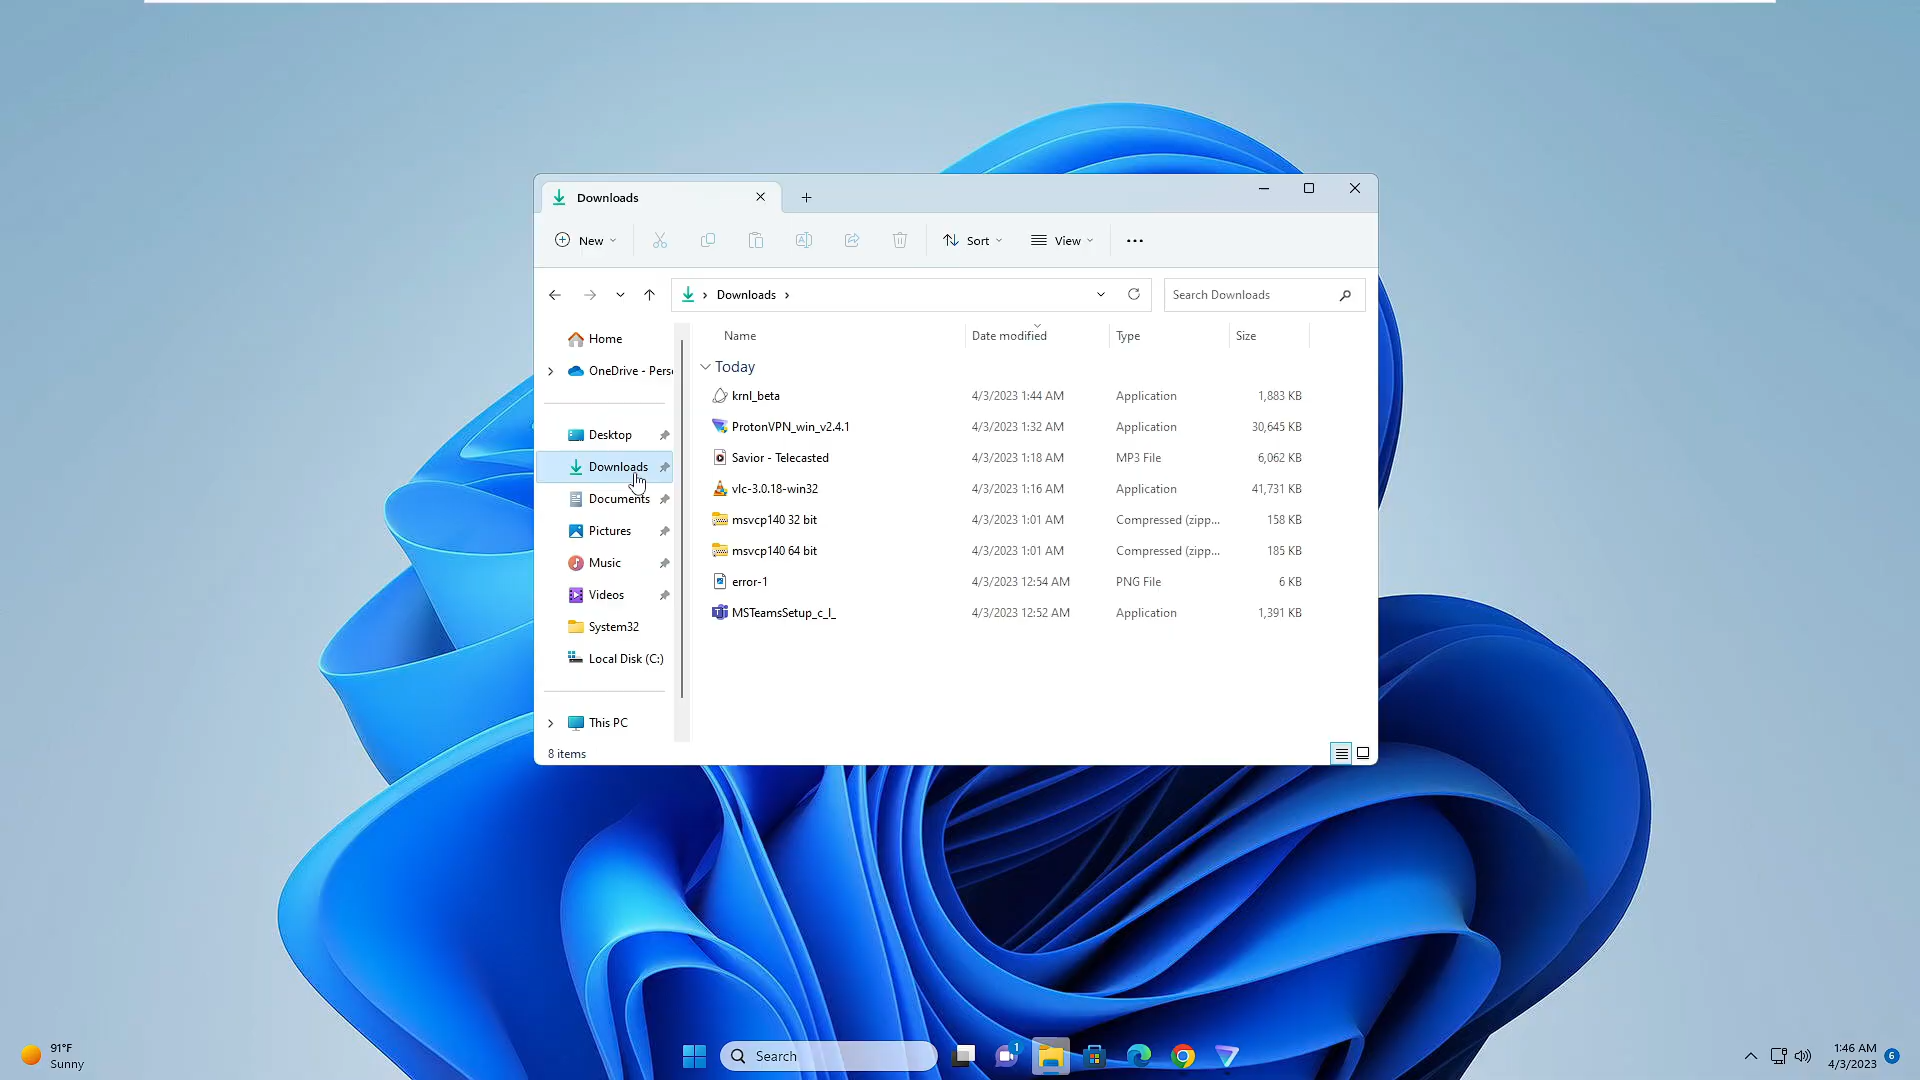 Downloads
New
Sort
View
Downloads
Search Downloads
Home
OneDrive - Pers
Desktop
Downloads
Documents
Pictures
Music
Videos
System32
Local Disk (C:)
This PC
Name Date modified Type Size
Today
krnl_beta 4/3/2023 1:44 AM Application 1,883 KB
ProtonVPN_win_v2.4.1 4/3/2023 1:32 AM Application 30,645 KB
Savior - Telecasted 4/3/2023 1:18 AM MP3 File 6,062 KB
vlc-3.0.18-win32 4/3/2023 1:16 AM Application 41,731 KB
msvcp140 32 bit 4/3/2023 1:01 AM Compressed (zipp... 158 KB
msvcp140 64 bit 4/3/2023 1:01 AM Compressed (zipp... 185 KB
error-1 4/3/2023 12:54 AM PNG File 6 KB
MSTeamsSetup_c_l_ 4/3/2023 12:52 AM Application 1,391 KB
8 items
91°F
Sunny
Search
1
1:46 AM
4/3/2023
6